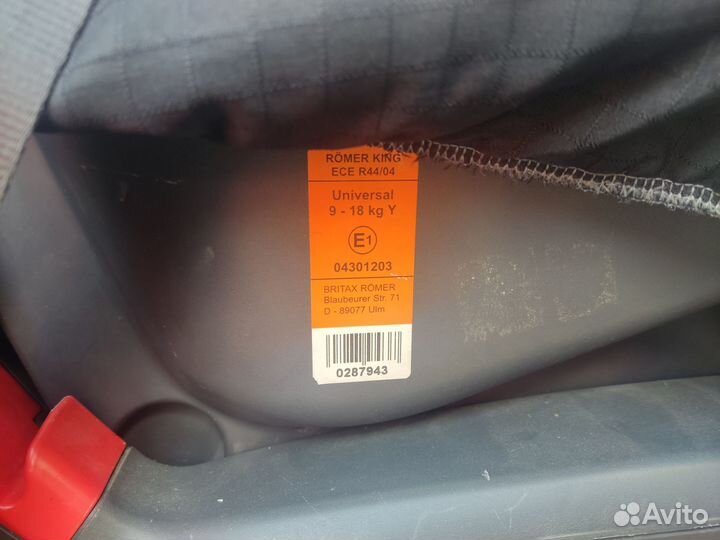 RÖMER KING
ECE R44/04
Universal
9 - 18 kg Y
E1
04301203
BRITAX RÖMER
Blaubeurer Str. 71
D - 89077 Ulm
0287943
Avito